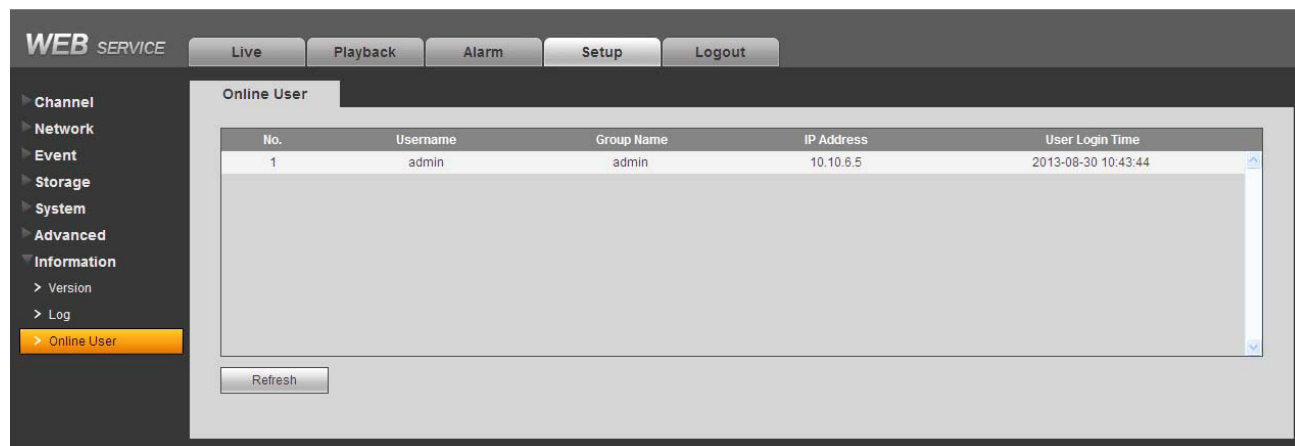 WEB SERVICE
Live Playback Alarm Setup Logout
Online User
Channel
Network
Event
Storage
System
Advanced
Information
> Version
> Log
> Online User
No. Username Group Name IP Address User Login Time
1 admin admin 10.10.6.5 2013-08-30 10:43:44
Refresh